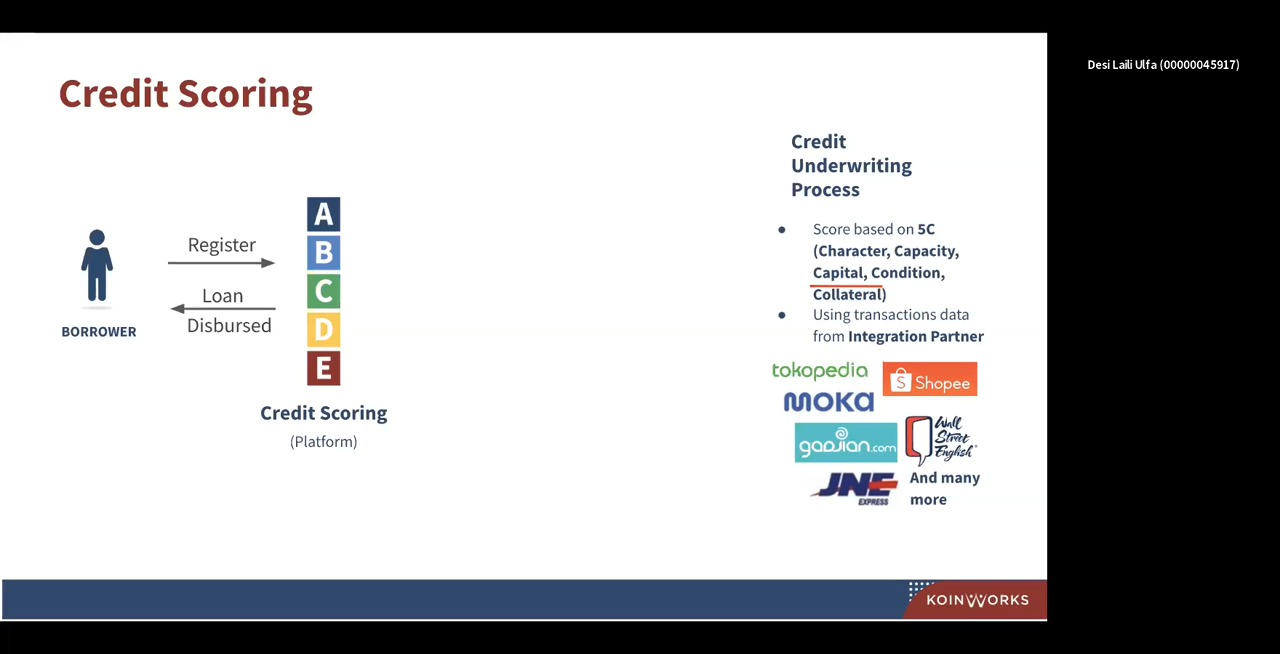 Credit Scoring
Desi Laili Ulfa (00000045917)
BORROWER
Register
Loan
Disbursed
A
B
C
D
E
Credit Scoring
(Platform)
Credit
Underwriting
Process
● Score based on 5C
(Character, Capacity,
Capital, Condition,
Collateral)
● Using transactions data
from Integration Partner
tokopedia
S Shopee
MOKA
gadjian.com
Wall
Street
English
JNE
EXPRESS
And many
more
KOINWORKS